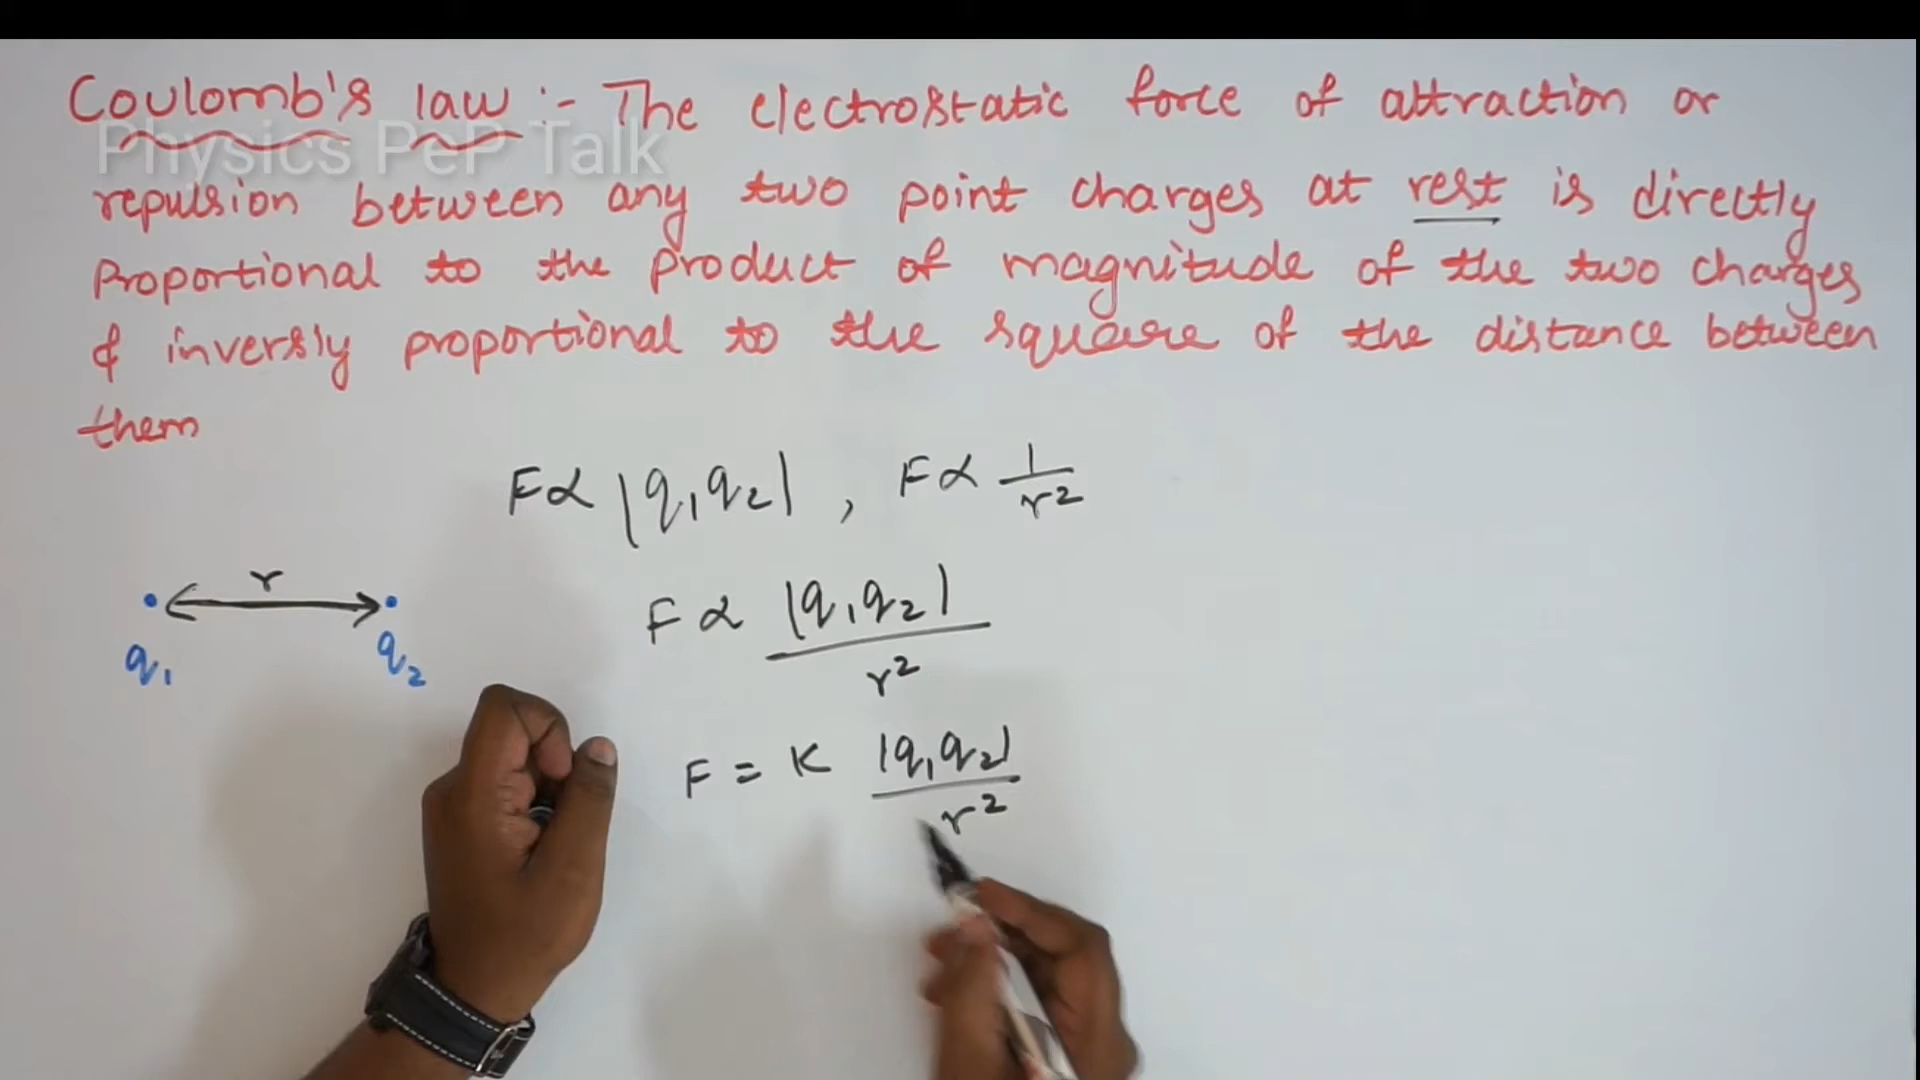 Coulomb's law :- The electrostatic force of attraction or
Physics PeP Talk
repulsion between any two point charges at rest is directly
Proportional to the product of magnitude of the two charges
& inversly proportional to the square of the distance between
them
F∝ |q₁q₂| , F∝ 1/r²
r
q₁ q₂
F ∝ |q₁q₂|/r²
F = K |q₁q₂|/r²